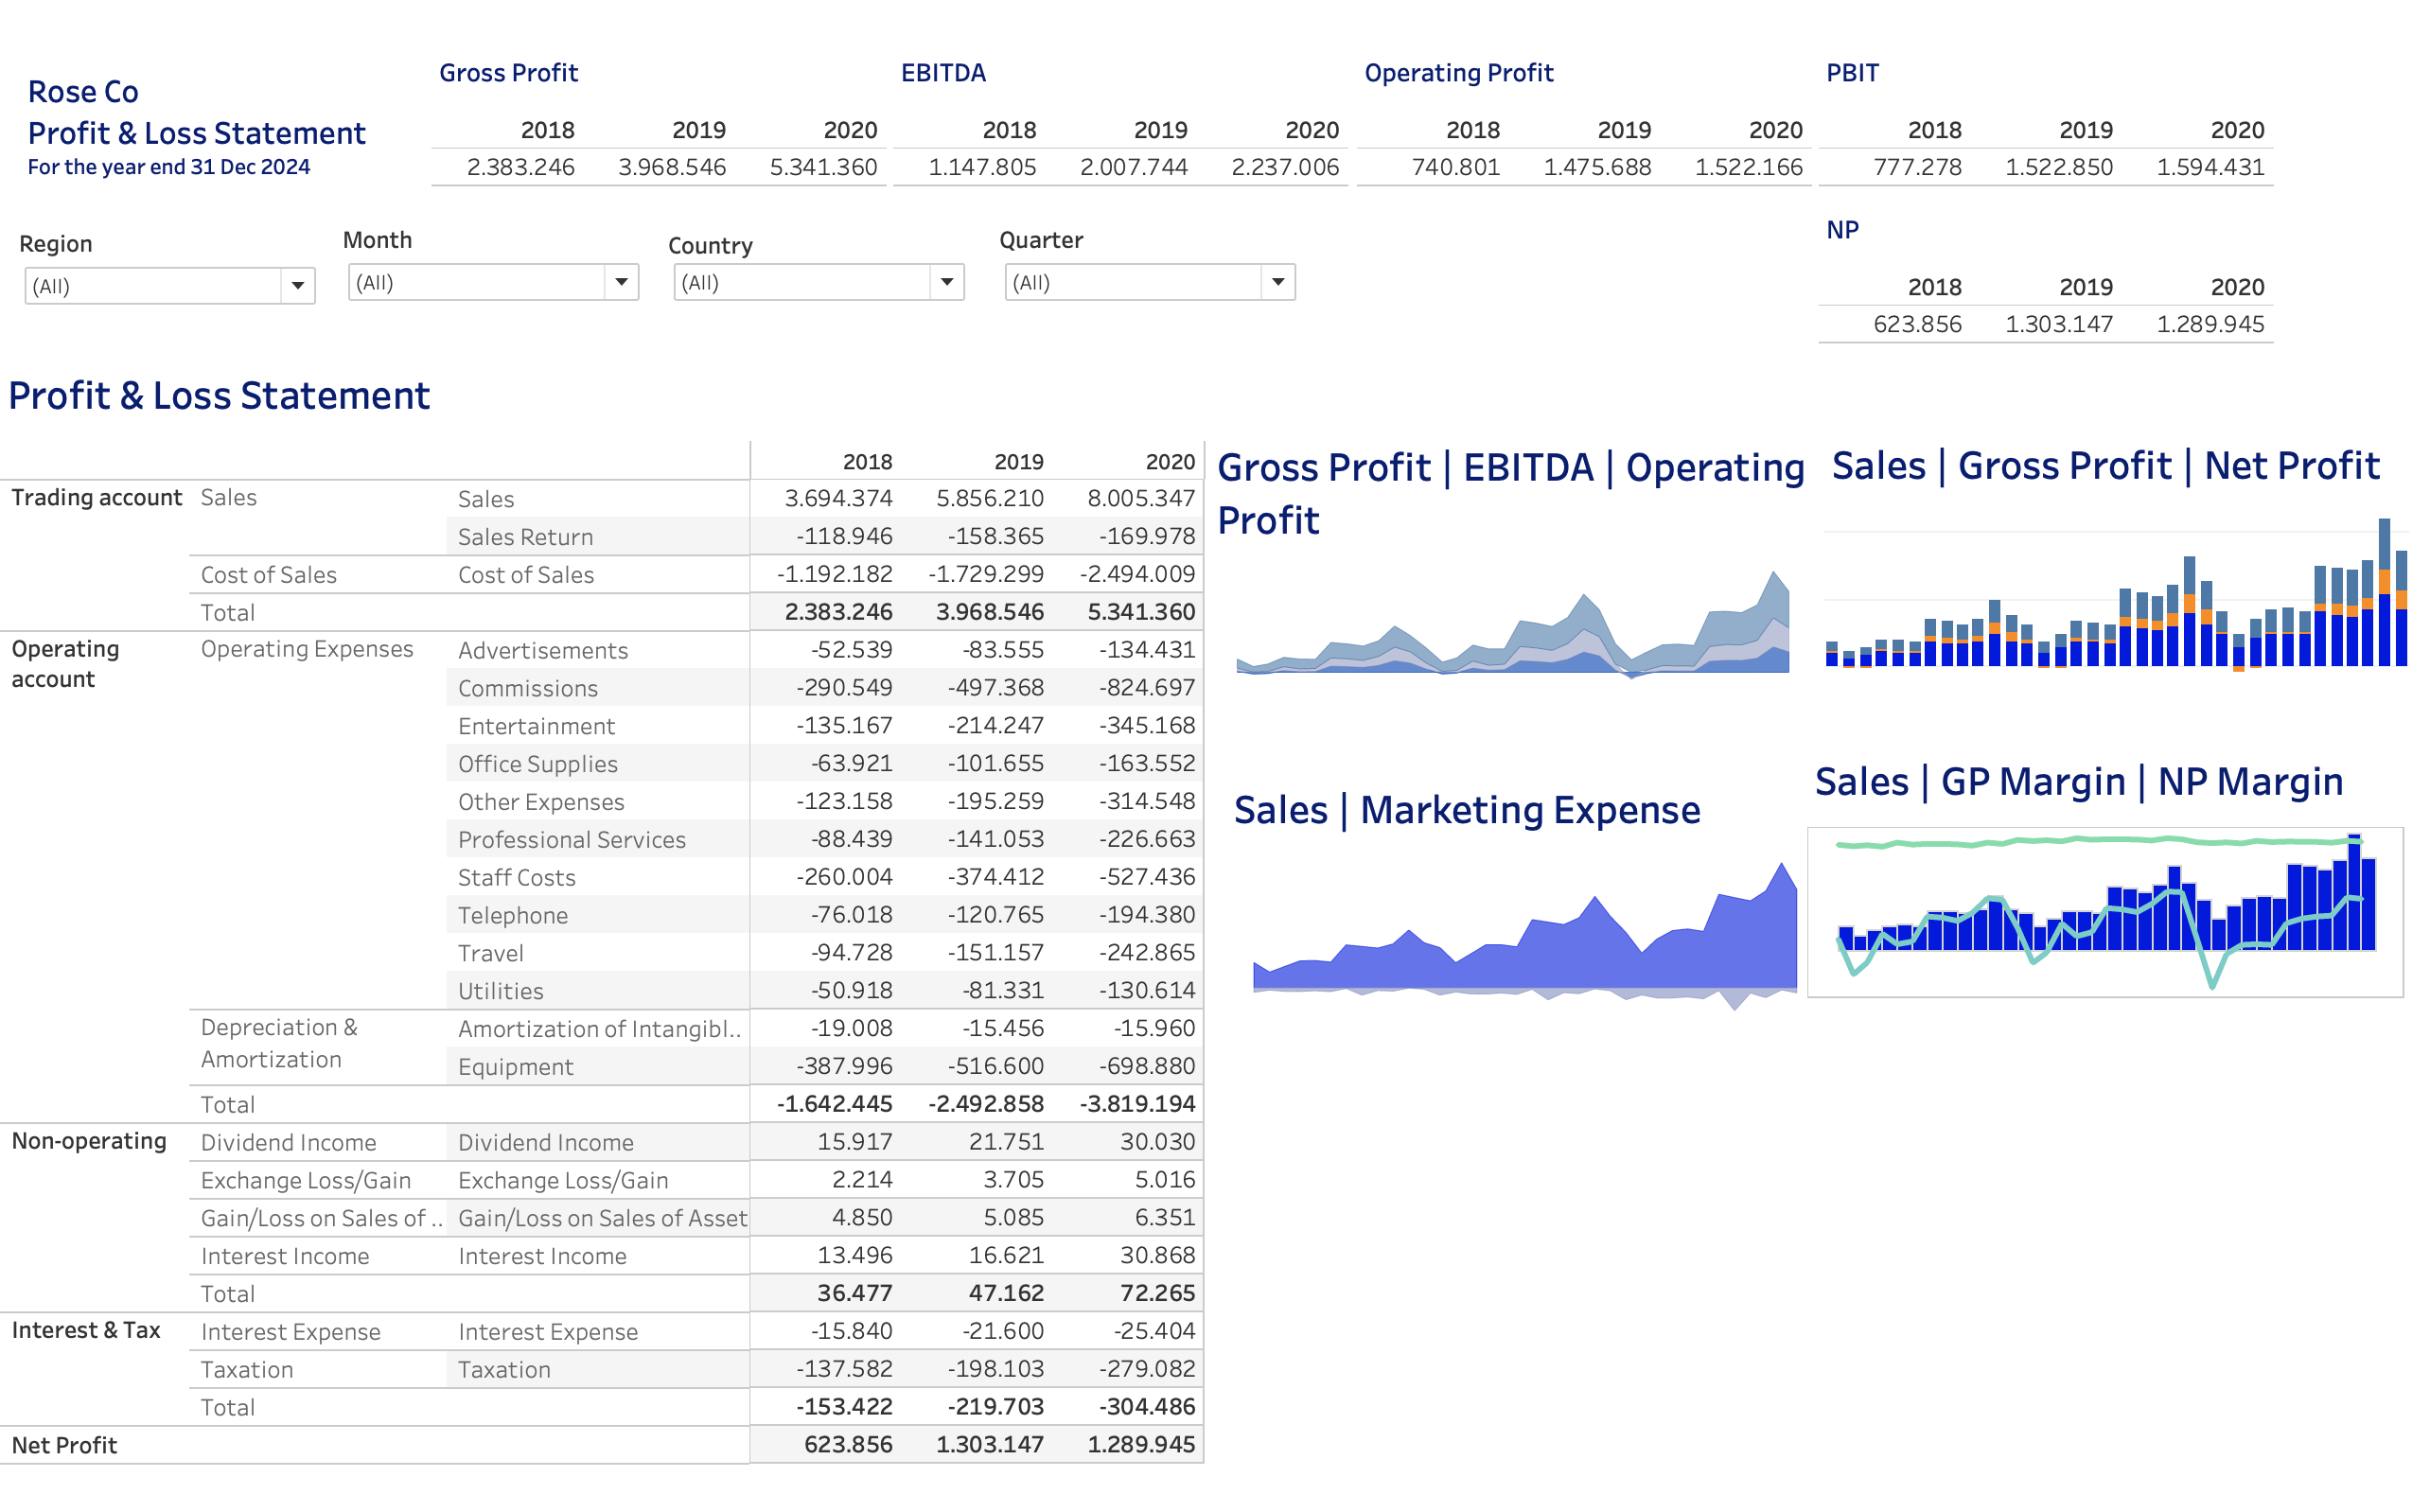 Rose Co
Profit & Loss Statement
For the year end 31 Dec 2024
Gross Profit
2018 2019 2020
2.383.246 3.968.546 5.341.360
EBITDA
2018 2019 2020
1.147.805 2.007.744 2.237.006
Operating Profit
2018 2019 2020
740.801 1.475.688 1.522.166
PBIT
2018 2019 2020
777.278 1.522.850 1.594.431
NP
2018 2019 2020
623.856 1.303.147 1.289.945
Region
(All)
Month
(All)
Country
(All)
Quarter
(All)
Profit & Loss Statement
2018 2019 2020
Trading account Sales Sales 3.694.374 5.856.210 8.005.347
Sales Return -118.946 -158.365 -169.978
Cost of Sales Cost of Sales -1.192.182 -1.729.299 -2.494.009
Total 2.383.246 3.968.546 5.341.360
Operating Operating Expenses Advertisements -52.539 -83.555 -134.431
account Commissions -290.549 -497.368 -824.697
Entertainment -135.167 -214.247 -345.168
Office Supplies -63.921 -101.655 -163.552
Other Expenses -123.158 -195.259 -314.548
Professional Services -88.439 -141.053 -226.663
Staff Costs -260.004 -374.412 -527.436
Telephone -76.018 -120.765 -194.380
Travel -94.728 -151.157 -242.865
Utilities -50.918 -81.331 -130.614
Depreciation & Amortization of Intangibl.. -19.008 -15.456 -15.960
Amortization Equipment -387.996 -516.600 -698.880
Total -1.642.445 -2.492.858 -3.819.194
Non-operating Dividend Income Dividend Income 15.917 21.751 30.030
Exchange Loss/Gain Exchange Loss/Gain 2.214 3.705 5.016
Gain/Loss on Sales of .. Gain/Loss on Sales of Asset 4.850 5.085 6.351
Interest Income Interest Income 13.496 16.621 30.868
Total 36.477 47.162 72.265
Interest & Tax Interest Expense Interest Expense -15.840 -21.600 -25.404
Taxation Taxation -137.582 -198.103 -279.082
Total -153.422 -219.703 -304.486
Net Profit 623.856 1.303.147 1.289.945
Gross Profit | EBITDA | Operating
Profit
Sales | Gross Profit | Net Profit
Sales | Marketing Expense
Sales | GP Margin | NP Margin